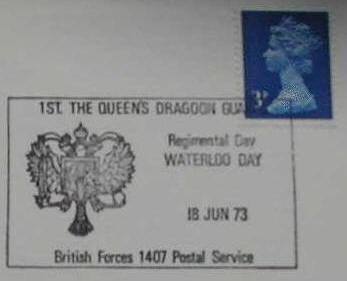 1ST. THE QUEEN'S DRAGOON GUA
3P
Regimental Day
WATERLOO DAY
18 JUN 73
British Forces 1407 Postal Service